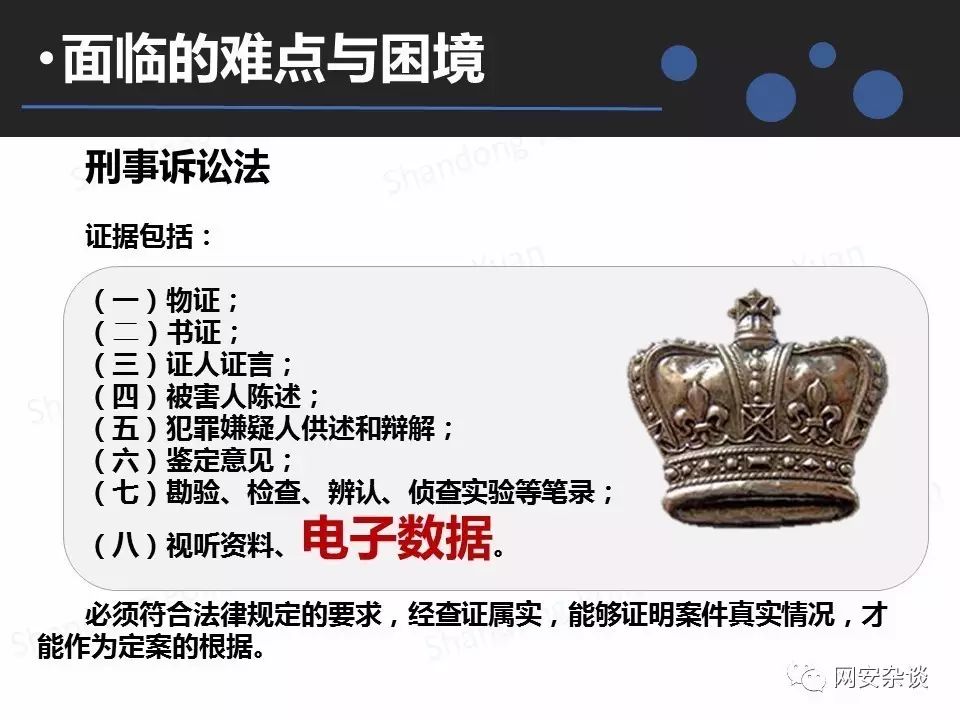 •面临的难点与困境
刑事诉讼法
证据包括：
（一）物证；
（二）书证；
（三）证人证言；
（四）被害人陈述；
（五）犯罪嫌疑人供述和辩解；
（六）鉴定意见；
（七）勘验、检查、辨认、侦查实验等笔录；
（八）视听资料、电子数据。
必须符合法律规定的要求，经查证属实，能够证明案件真实情况，才
能作为定案的根据。
网安杂谈